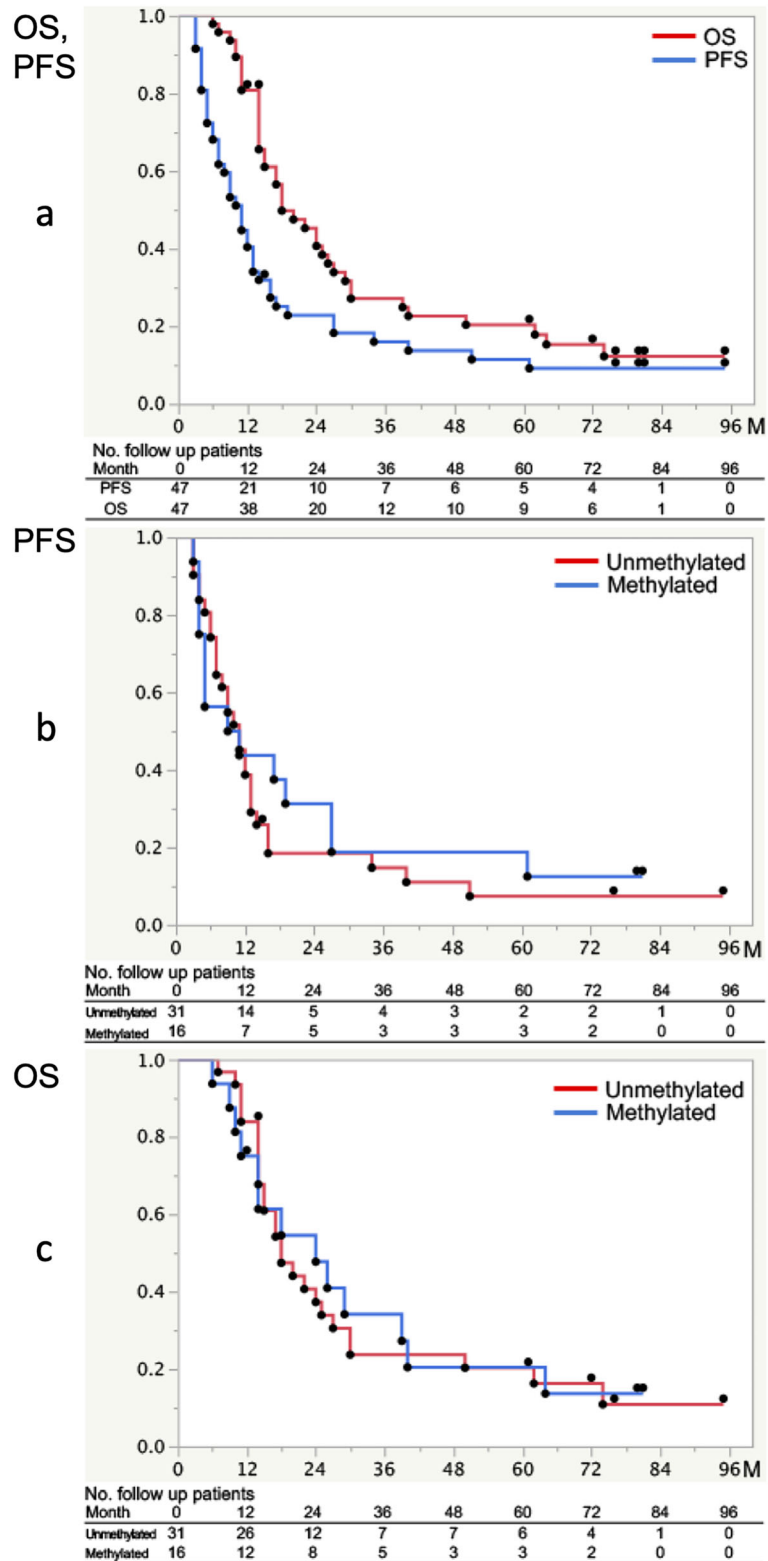 OS,
PFS
a
1.0
0.8
0.6
0.4
0.2
0.0
OS
PFS
0 12 24 36 48 60 72 84 96 M
No. follow up patients
Month 0 12 24 36 48 60 72 84 96
PFS 47 21 10 7 6 5 4 1 0
OS 47 38 20 12 10 9 6 1 0
PFS
b
1.0
0.8
0.6
0.4
0.2
0.0
Unmethylated
Methylated
0 12 24 36 48 60 72 84 96 M
No. follow up patients
Month 0 12 24 36 48 60 72 84 96
Unmethylated 31 14 5 4 3 2 2 1 0
Methylated 16 7 5 3 3 3 2 0 0
OS
c
1.0
0.8
0.6
0.4
0.2
0.0
Unmethylated
Methylated
0 12 24 36 48 60 72 84 96 M
No. follow up patients
Month 0 12 24 36 48 60 72 84 96
Unmethylated 31 26 12 7 7 6 4 1 0
Methylated 16 12 8 5 3 3 2 0 0